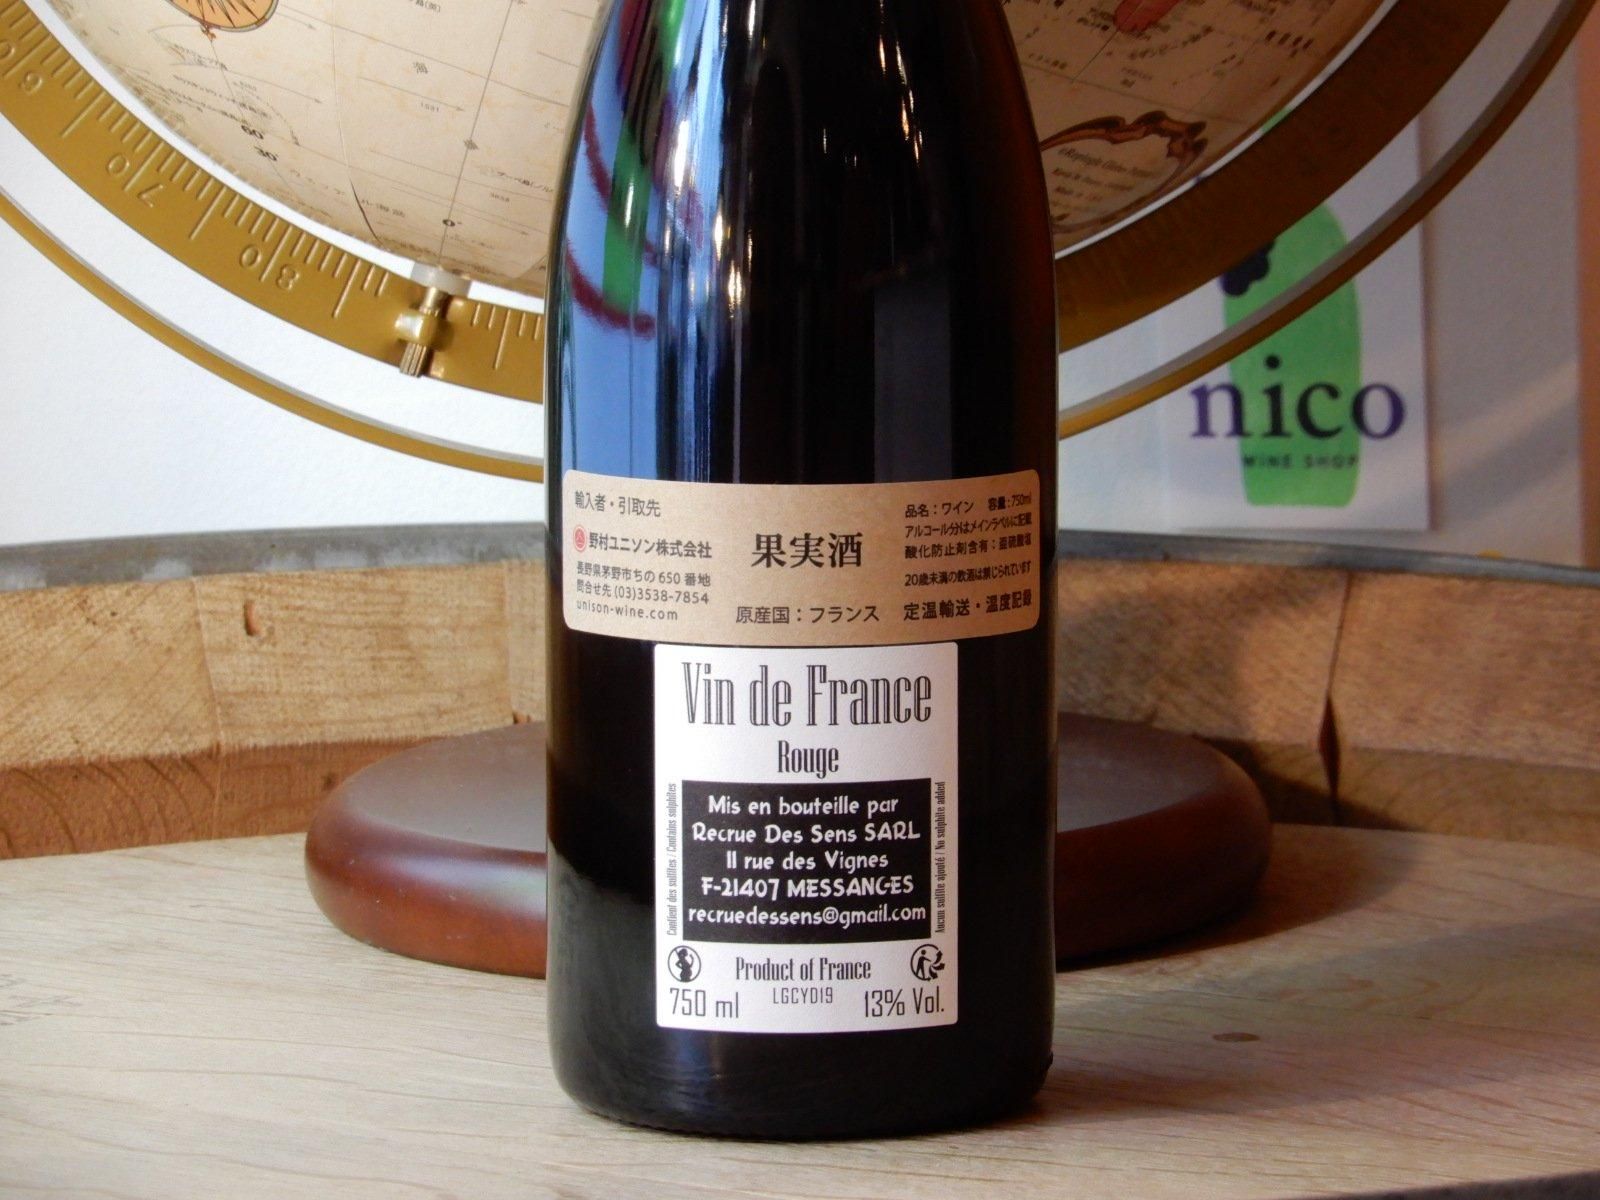 60
30
0°
7|0
8|0
nico
WINE SHOP
輸入者・引取先
野村ユニソン株式会社
長野県茅野市ちの 650 番地
問合せ先 (03)3538-7854
unison-wine.com
果実酒
原産国：フランス
品名：ワイン 容量：750ml
アルコール分はメインラベルに記載
酸化防止剤含有：亜硫酸塩
20歳未満の飲酒は禁じられています
定温輸送・温度記録
Vin de France
Rouge
Contient des sulfites / Contains sulphites
Mis en bouteille par
Recrue Des Sens SARL
11 rue des Vignes
F-21407 MESSANGES
recruedessens@gmail.com
Aucun sulfite ajouté / No sulphite added
Product of France
750 ml LGCYD19 13% Vol.